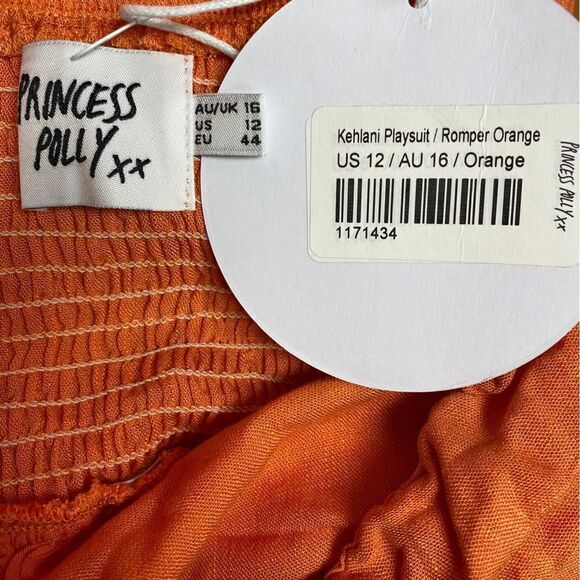 PRINCESS
POLLY xx
AU/UK 16
US 12
EU 44
Kehlani Playsuit / Romper Orange
US 12 / AU 16 / Orange
1171434
PRINCESS POLLY xx